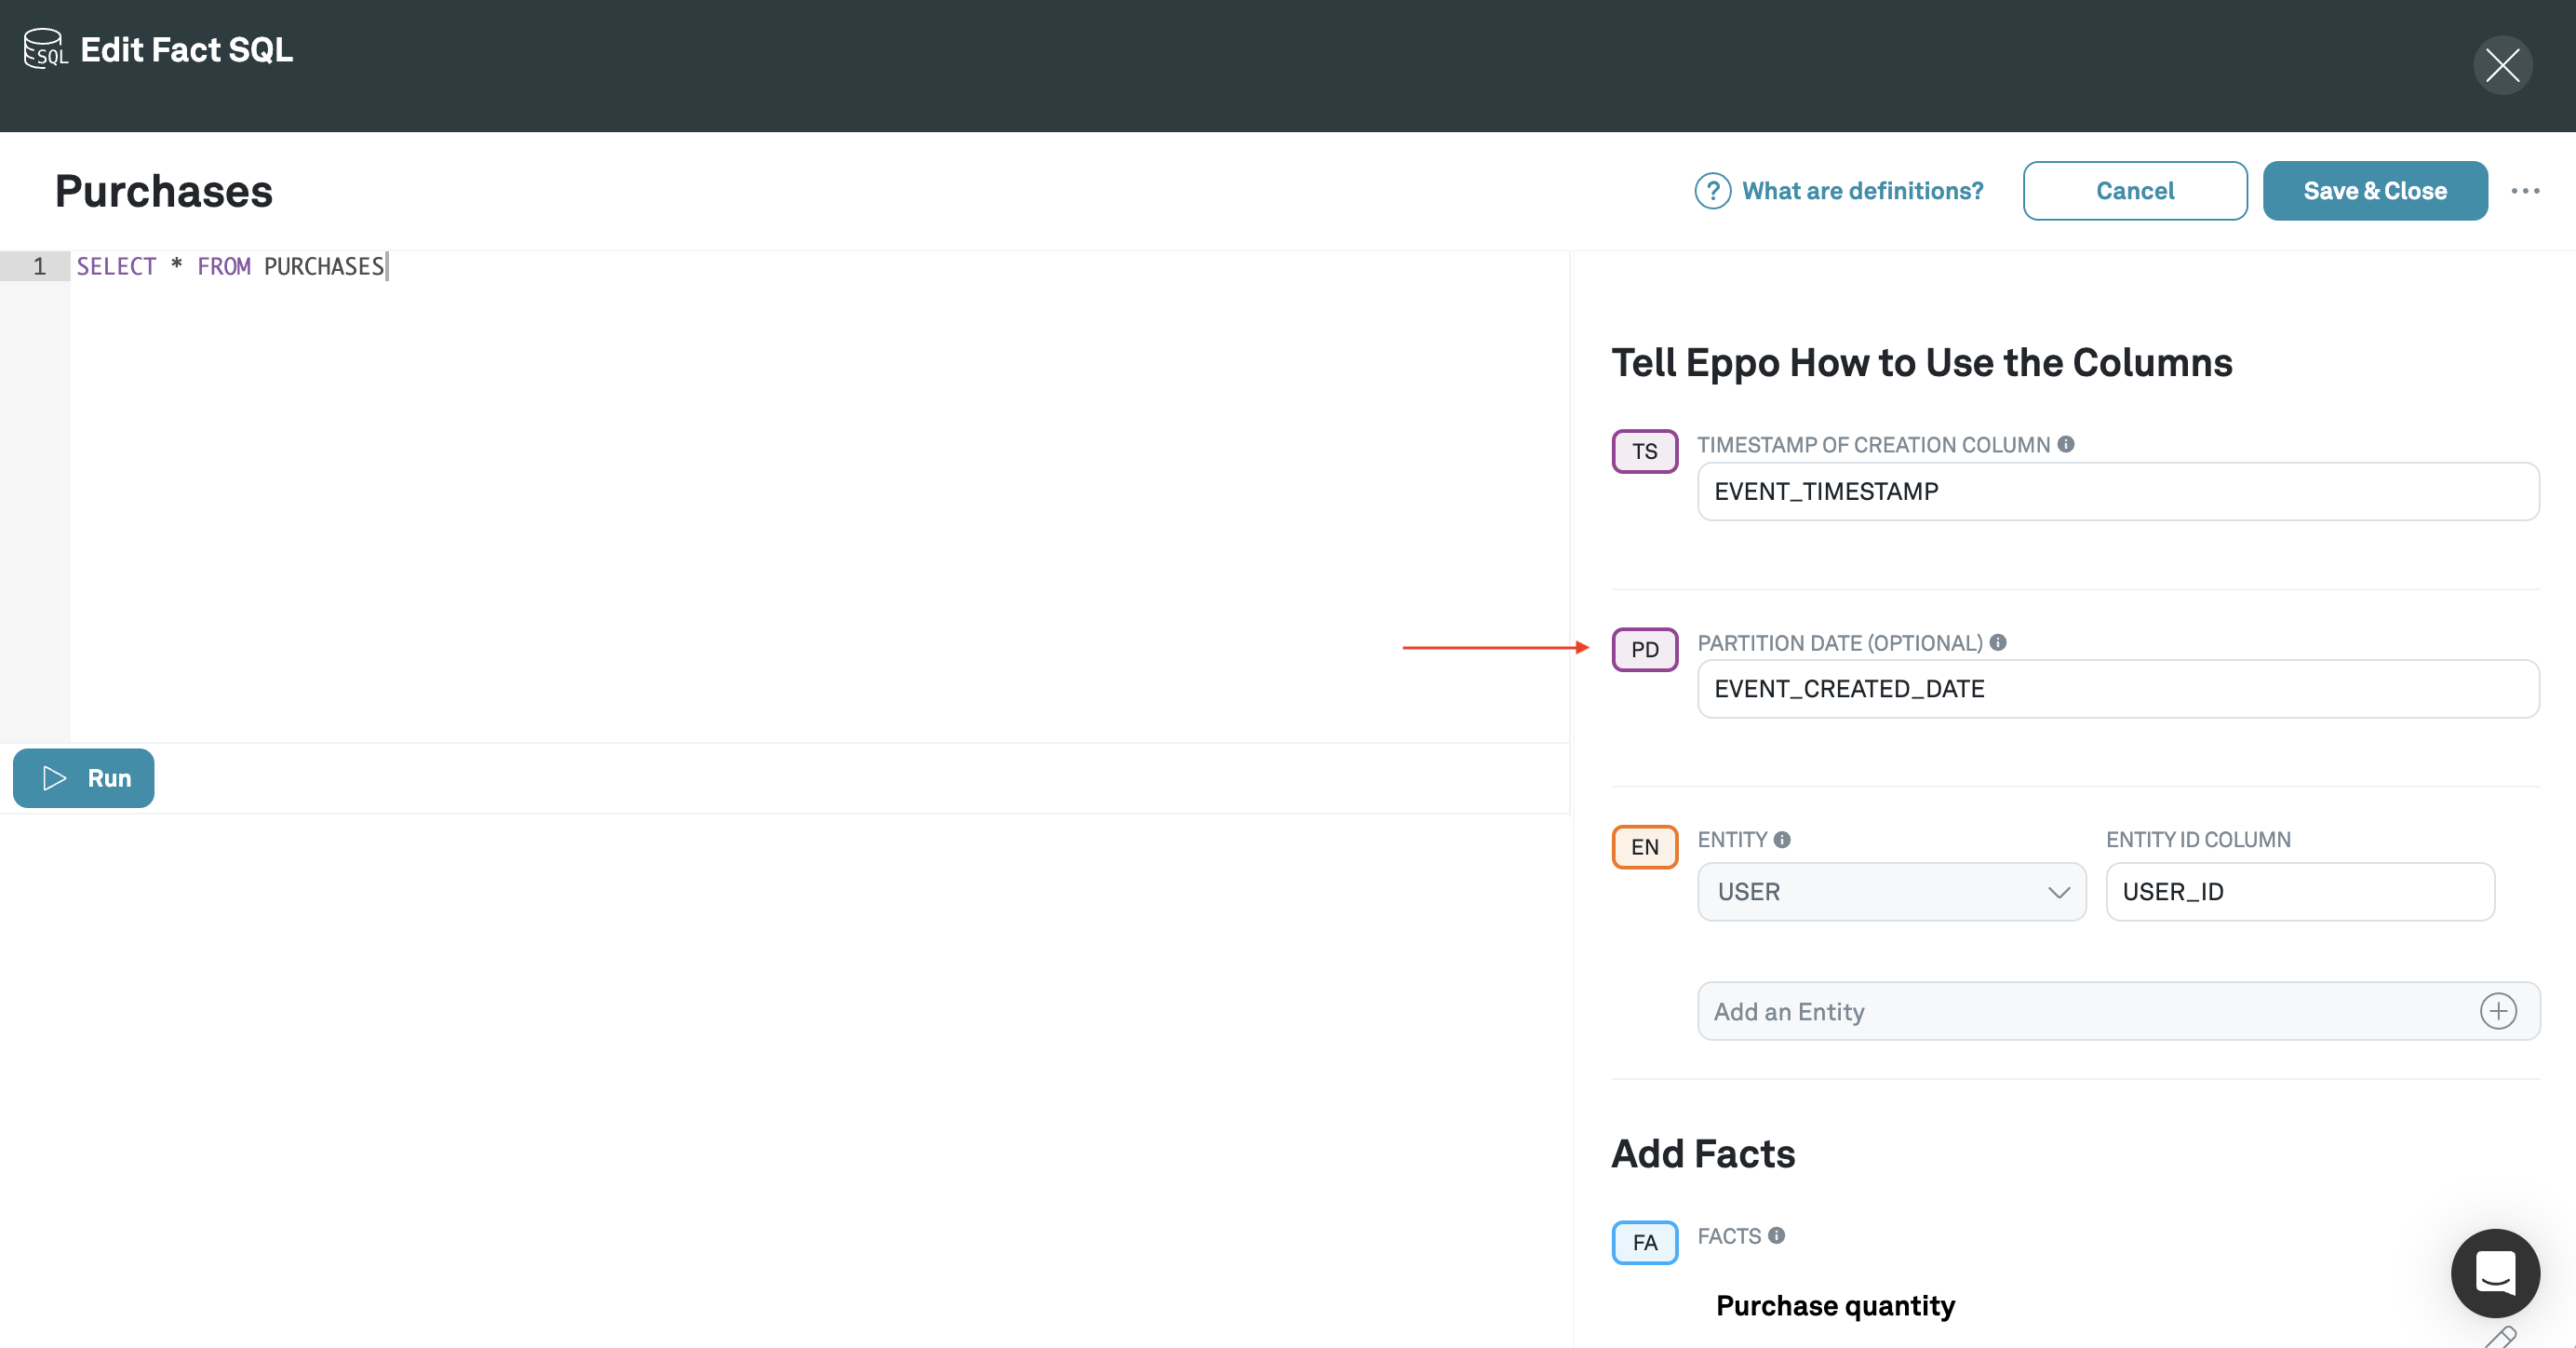 SQL Edit Fact SQL
Purchases
? What are definitions?
Cancel
Save & Close
1 SELECT * FROM PURCHASES
Run
Tell Eppo How to Use the Columns
TS
TIMESTAMP OF CREATION COLUMN
EVENT_TIMESTAMP
PD
PARTITION DATE (OPTIONAL)
EVENT_CREATED_DATE
EN
ENTITY
USER
ENTITY ID COLUMN
USER_ID
Add an Entity
Add Facts
FA
FACTS
Purchase quantity